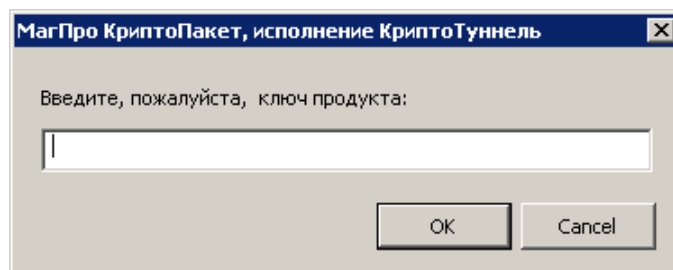 МагПро КриптоПакет, исполнение КриптоТуннель
Введите, пожалуйста, ключ продукта:
OK
Cancel